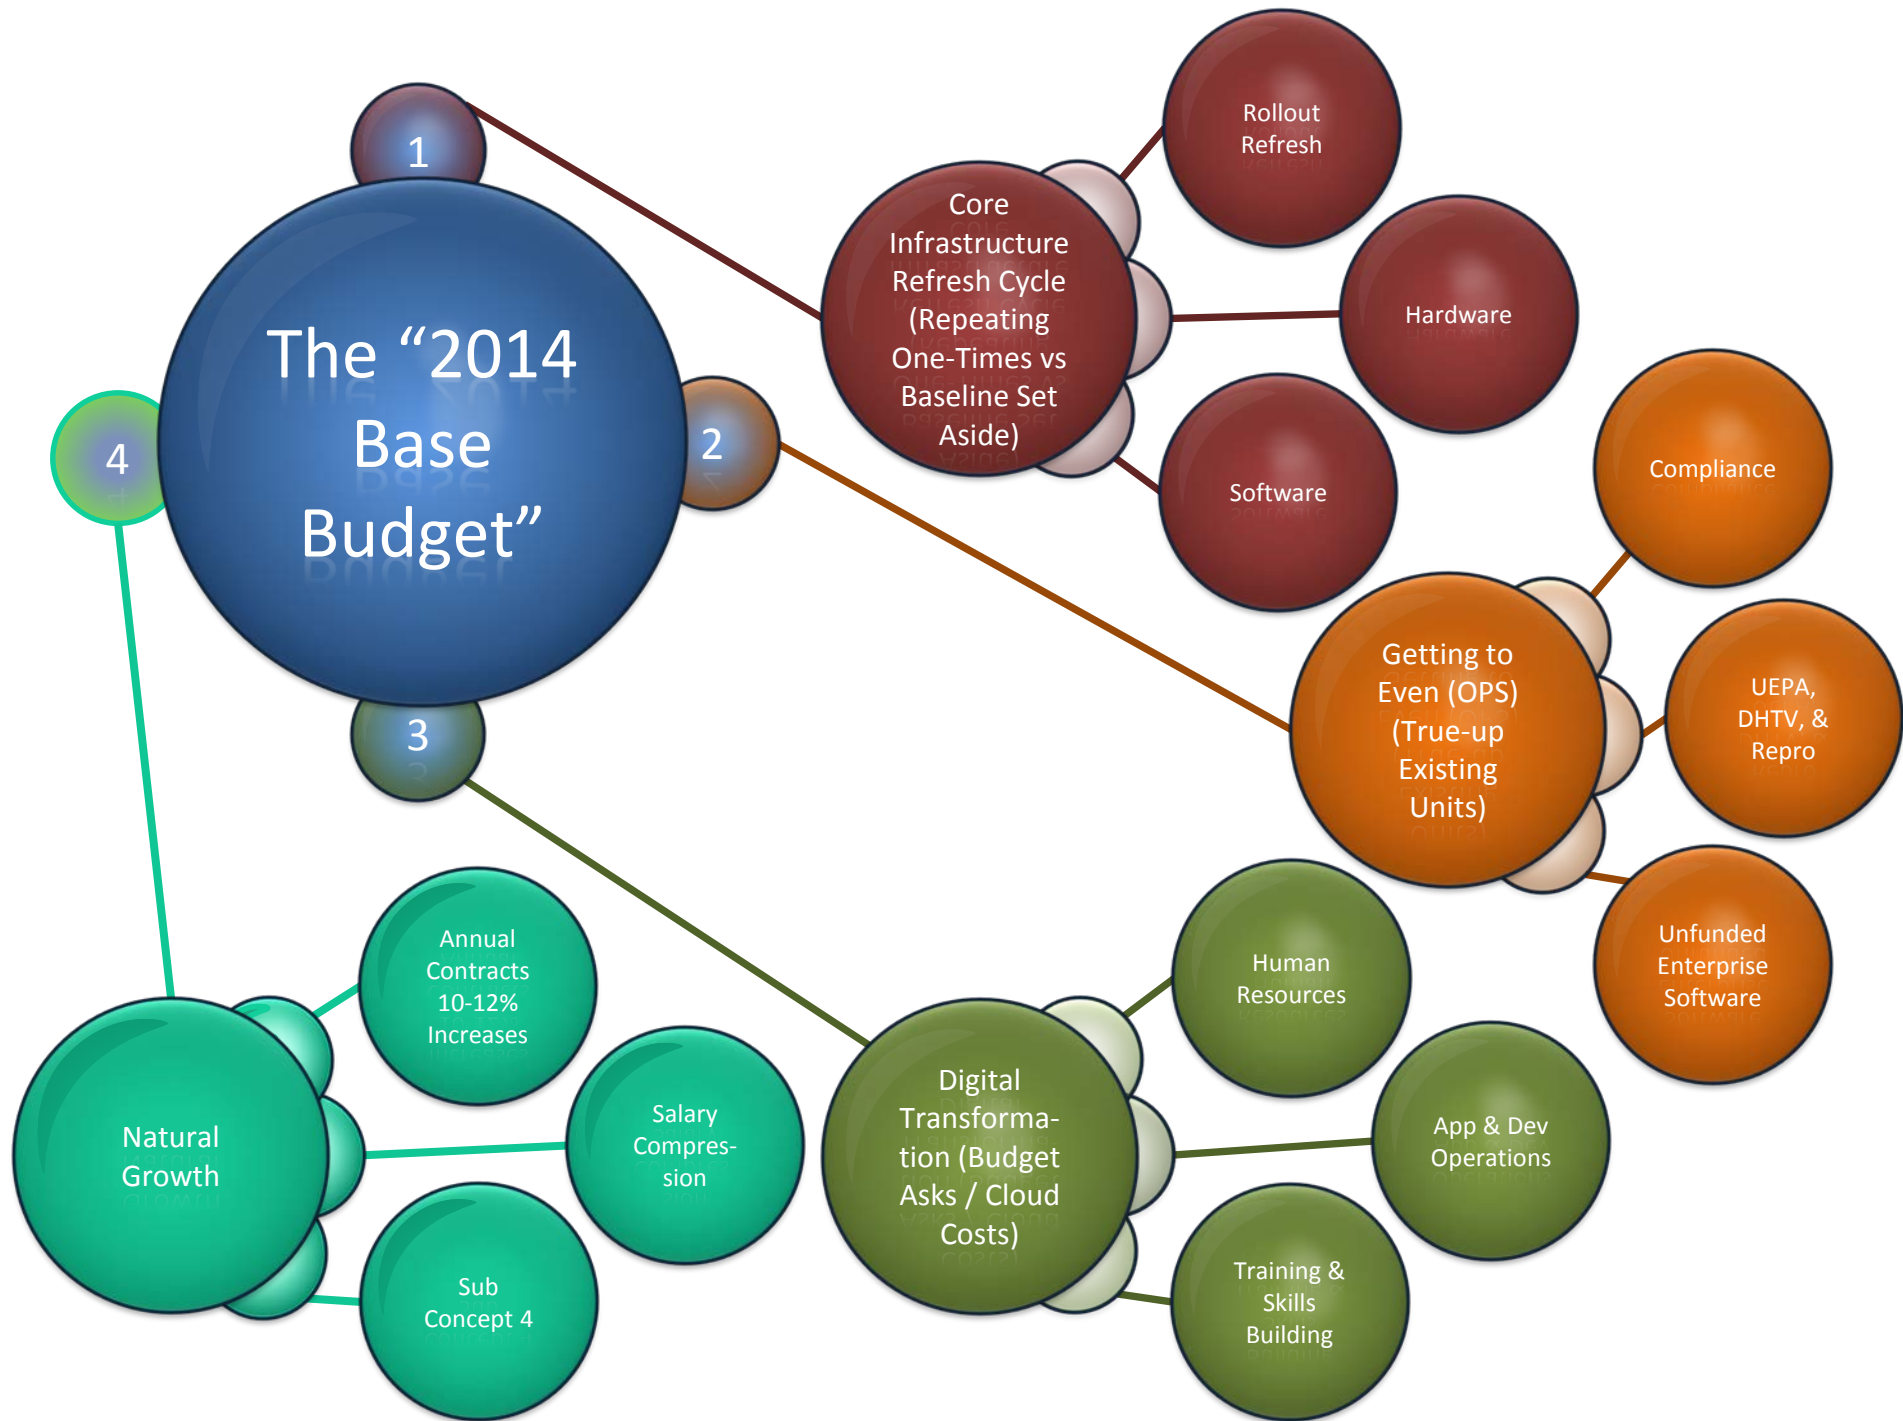 The “2014
Base
Budget”
1
2
3
4
Core
Infrastructure
Refresh Cycle
(Repeating
One-Times vs
Baseline Set
Aside)
Rollout
Refresh
Hardware
Software
Getting to
Even (OPS)
(True-up
Existing
Units)
Compliance
UEPA,
DHTV, &
Repro
Unfunded
Enterprise
Software
Digital
Transforma-
tion (Budget
Asks / Cloud
Costs)
Human
Resources
App & Dev
Operations
Training &
Skills
Building
Natural
Growth
Annual
Contracts
10-12%
Increases
Salary
Compres-
sion
Sub
Concept 4